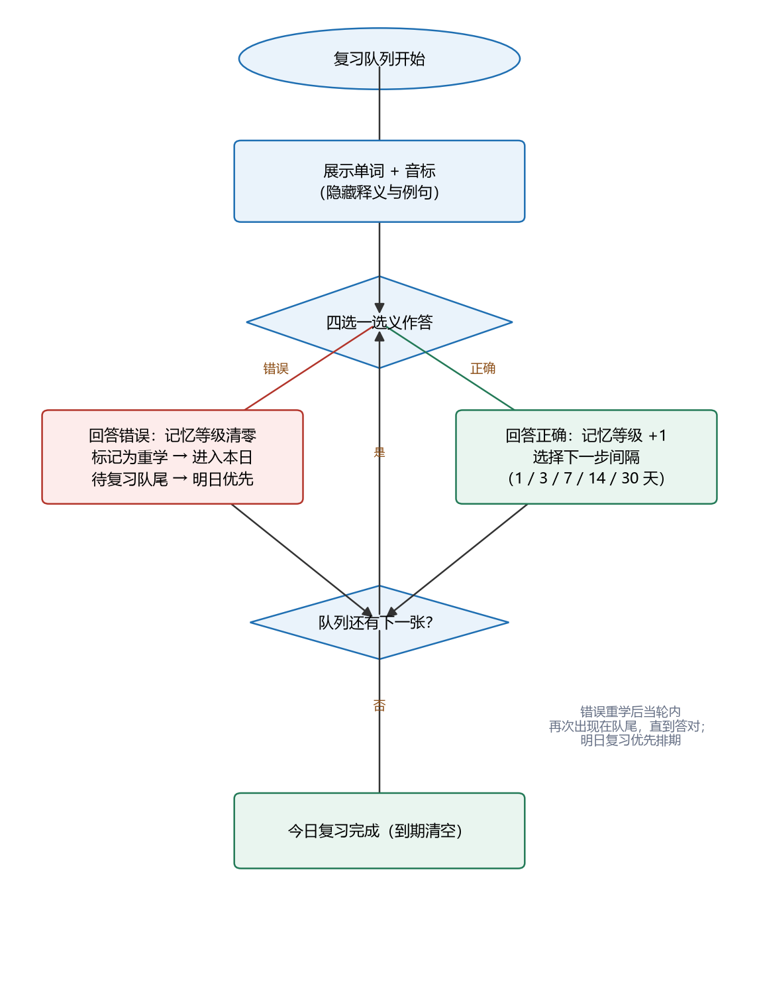 复习队列开始
展示单词 + 音标
（隐藏释义与例句）
四选一选义作答
错误
正确
回答错误：记忆等级清零
标记为重学 → 进入本日
待复习队尾 → 明日优先
是
回答正确：记忆等级 +1
选择下一步间隔
（1 / 3 / 7 / 14 / 30 天）
队列还有下一张？
否
错误重学后当轮内
再次出现在队尾，直到答对；
明日复习优先排期
今日复习完成（到期清空）